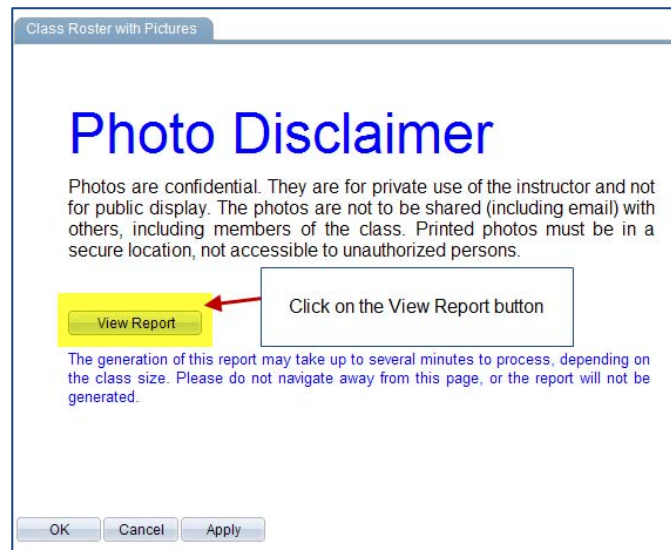 Class Roster with Pictures
Photo Disclaimer
Photos are confidential. They are for private use of the instructor and not
for public display. The photos are not to be shared (including email) with
others, including members of the class. Printed photos must be in a
secure location, not accessible to unauthorized persons.
Click on the View Report button
View Report
The generation of this report may take up to several minutes to process, depending on
the class size. Please do not navigate away from this page, or the report will not be
generated.
OK Cancel Apply